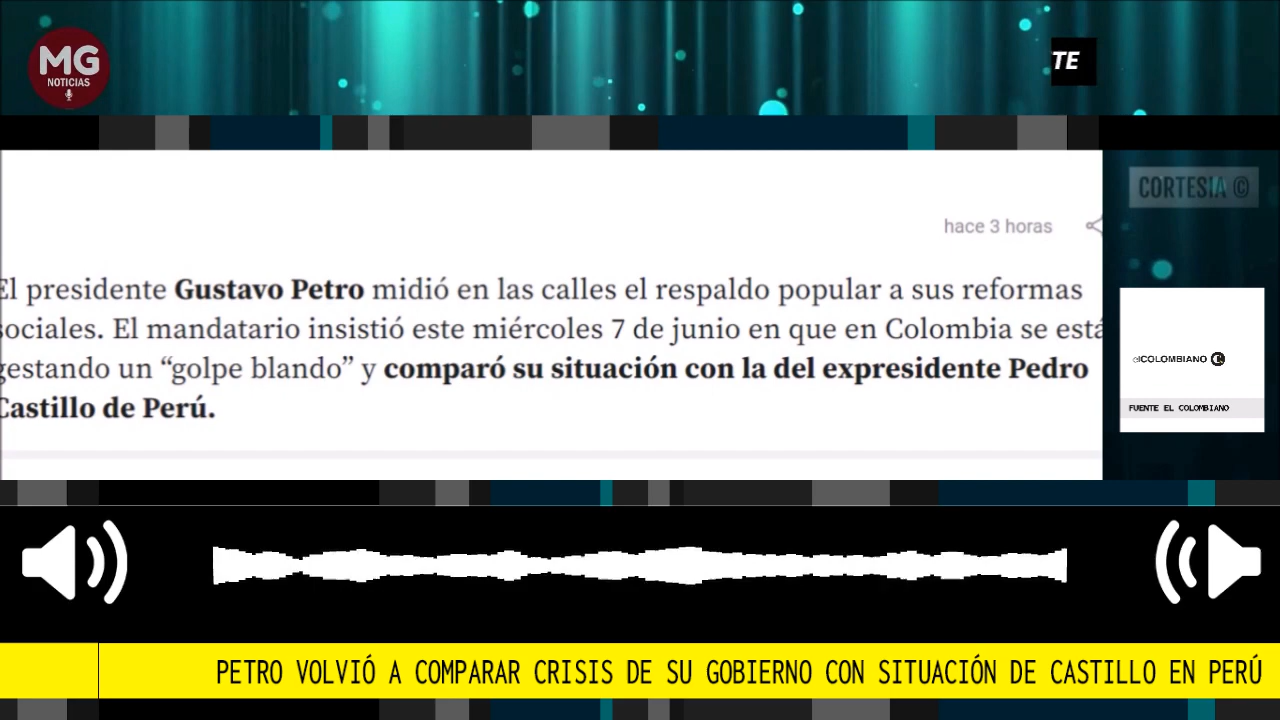 MG
NOTICIAS
TE
CORTESIA ©
hace 3 horas
El presidente Gustavo Petro midió en las calles el respaldo popular a sus reformas
sociales. El mandatario insistió este miércoles 7 de junio en que en Colombia se está
gestando un “golpe blando” y comparó su situación con la del expresidente Pedro
Castillo de Perú.
elCOLOMBIANO
FUENTE EL COLOMBIANO
PETRO VOLVIÓ A COMPARAR CRISIS DE SU GOBIERNO CON SITUACIÓN DE CASTILLO EN PERÚ